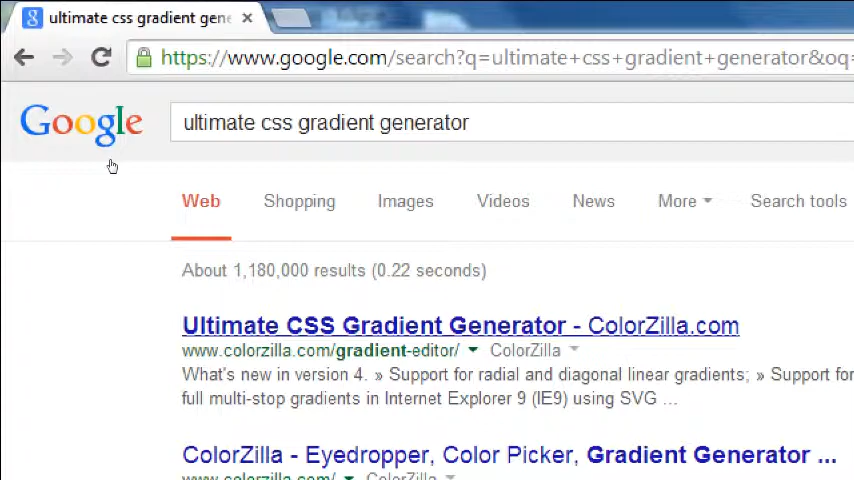 ultimate css gradient gene
https://www.google.com/search?q=ultimate+css+gradient+generator&oq=
Google
ultimate css gradient generator
Web Shopping Images Videos News More Search tools
About 1,180,000 results (0.22 seconds)
Ultimate CSS Gradient Generator - ColorZilla.com
www.colorzilla.com/gradient-editor/ ColorZilla
What's new in version 4. » Support for radial and diagonal linear gradients; » Support for
full multi-stop gradients in Internet Explorer 9 (IE9) using SVG ...
ColorZilla - Eyedropper, Color Picker, Gradient Generator ...
www.colorzilla.com/ ColorZilla